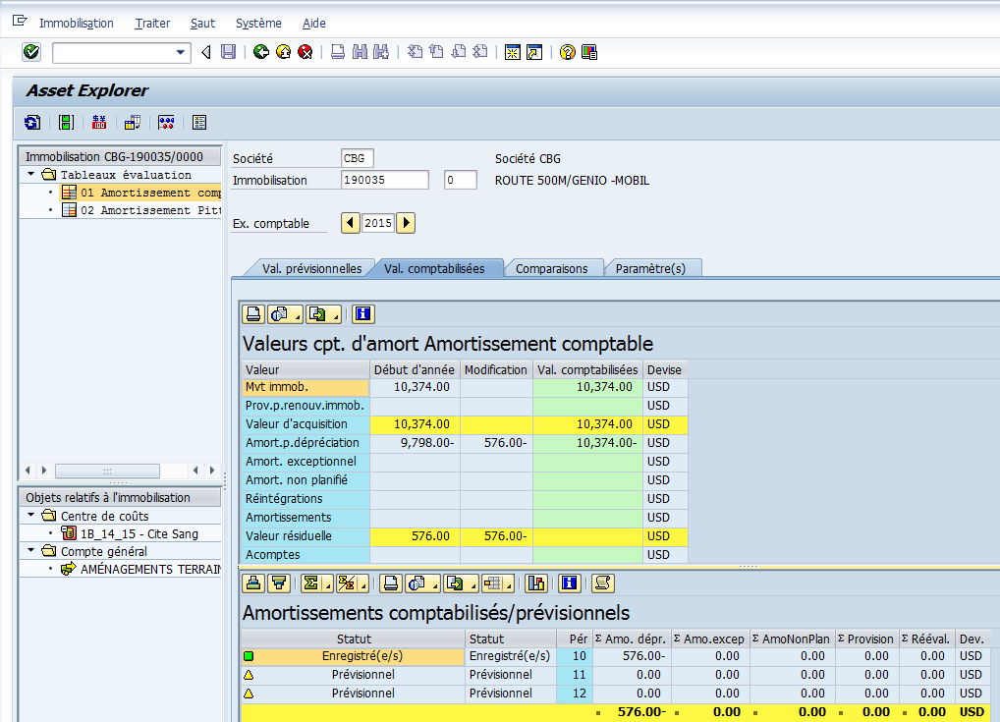 Immobilisation Traiter Saut Système Aide
Asset Explorer
Immobilisation CBG-190035/0000
Tableaux évaluation
01 Amortissement comp
02 Amortissement Pitt
Société CBG Société CBG
Immobilisation 190035 0 ROUTE 500M/GENIO -MOBIL
Ex. comptable 2015
Val. prévisionnelles Val. comptabilisées Comparaisons Paramètre(s)
Valeurs cpt. d'amort Amortissement comptable
Valeur Début d'année Modification Val. comptabilisées Devise
Mvt immob. 10,374.00 10,374.00 USD
Prov.p.renouv.immob. USD
Valeur d'acquisition 10,374.00 10,374.00 USD
Amort.p.dépréciation 9,798.00- 576.00- 10,374.00- USD
Amort. exceptionnel USD
Amort. non planifié USD
Réintégrations USD
Amortissements USD
Valeur résiduelle 576.00 576.00- USD
Acomptes USD
Objets relatifs à l'immobilisation
Centre de coûts
1B_14_15 - Cite Sang
Compte général
AMÉNAGEMENTS TERRAIN
Amortissements comptabilisés/prévisionnels
Statut Statut Pér Σ Amo. dépr. Σ Amo.excep Σ AmoNonPlan Σ Provision Σ Rééval. Dev.
Enregistré(e/s) Enregistré(e/s) 10 576.00- 0.00 0.00 0.00 0.00 USD
Prévisionnel Prévisionnel 11 0.00 0.00 0.00 0.00 0.00 USD
Prévisionnel Prévisionnel 12 0.00 0.00 0.00 0.00 0.00 USD
576.00- 0.00 0.00 0.00 0.00 USD